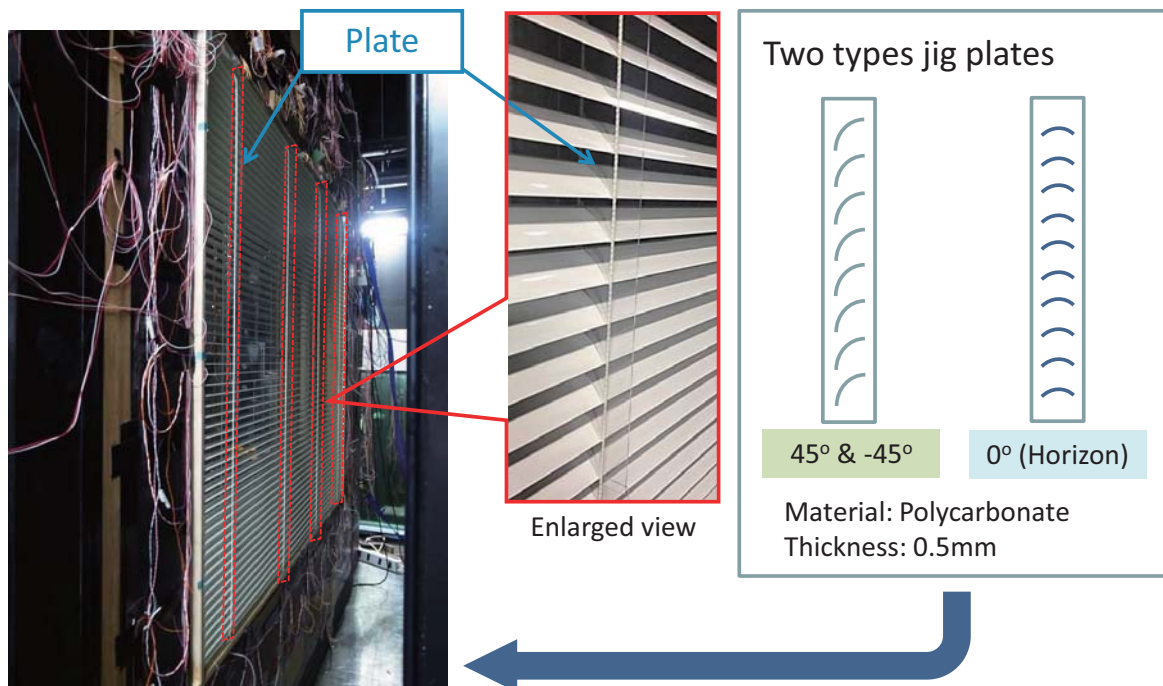 Plate
Two types jig plates
45° & -45°
0° (Horizon)
Enlarged view
Material: Polycarbonate
Thickness: 0.5mm